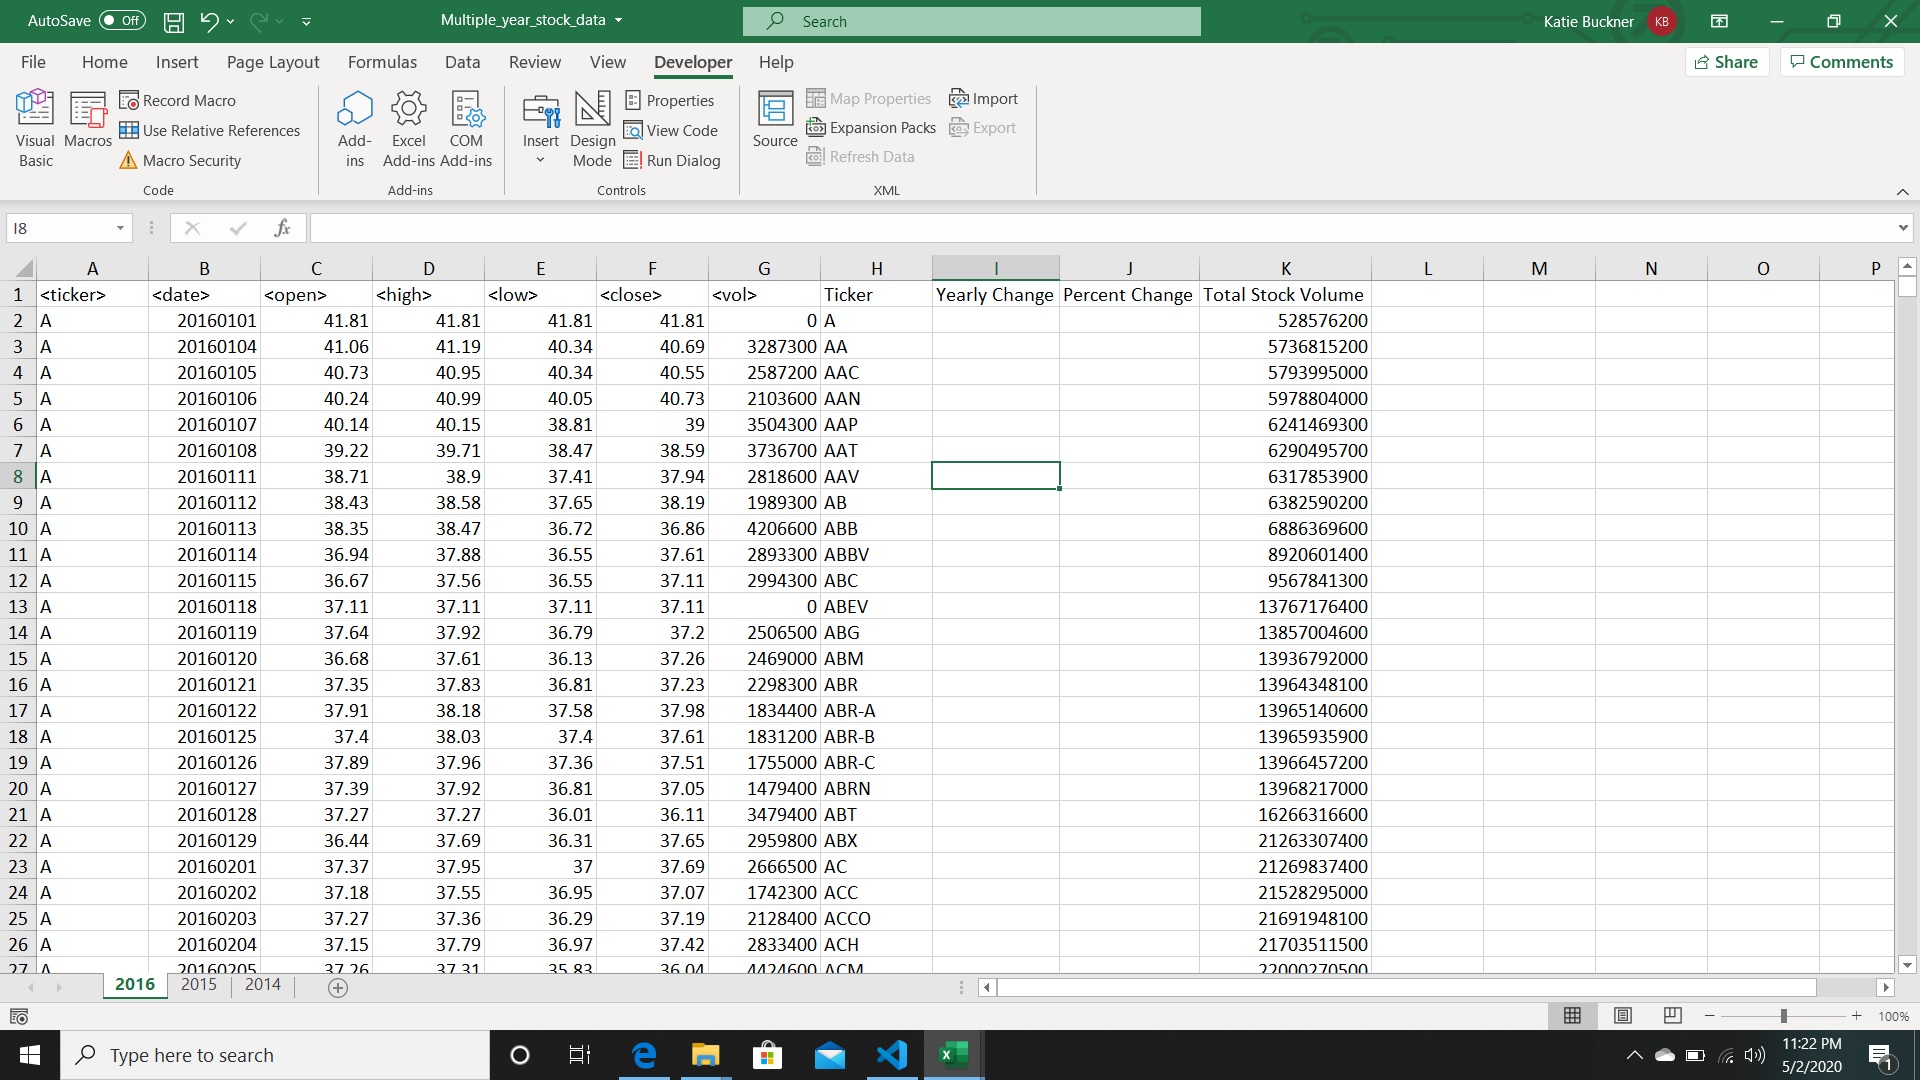 AutoSave Off Multiple_year_stock_data Search Katie Buckner KB
File Home Insert Page Layout Formulas Data Review View Developer Help Share Comments
Visual Basic
Macros
Record Macro
Use Relative References
Macro Security
Code
Add-ins
Excel Add-ins
COM Add-ins
Add-ins
Insert
Design Mode
Properties
View Code
Run Dialog
Controls
Source
Map Properties
Expansion Packs
Refresh Data
Import
Export
XML
I8 fx
A B C D E F G H I J K L M N O P
1 <ticker> <date> <open> <high> <low> <close> <vol> Ticker Yearly Change Percent Change Total Stock Volume
2 A 20160101 41.81 41.81 41.81 41.81 0 A 528576200
3 A 20160104 41.06 41.19 40.34 40.69 3287300 AA 5736815200
4 A 20160105 40.73 40.95 40.34 40.55 2587200 AAC 5793995000
5 A 20160106 40.24 40.99 40.05 40.73 2103600 AAN 5978804000
6 A 20160107 40.14 40.15 38.81 39 3504300 AAP 6241469300
7 A 20160108 39.22 39.71 38.47 38.59 3736700 AAT 6290495700
8 A 20160111 38.71 38.9 37.41 37.94 2818600 AAV 6317853900
9 A 20160112 38.43 38.58 37.65 38.19 1989300 AB 6382590200
10 A 20160113 38.35 38.47 36.72 36.86 4206600 ABB 6886369600
11 A 20160114 36.94 37.88 36.55 37.61 2893300 ABBV 8920601400
12 A 20160115 36.67 37.56 36.55 37.11 2994300 ABC 9567841300
13 A 20160118 37.11 37.11 37.11 37.11 0 ABEV 13767176400
14 A 20160119 37.64 37.92 36.79 37.2 2506500 ABG 13857004600
15 A 20160120 36.68 37.61 36.13 37.26 2469000 ABM 13936792000
16 A 20160121 37.35 37.83 36.81 37.23 2298300 ABR 13964348100
17 A 20160122 37.91 38.18 37.58 37.98 1834400 ABR-A 13965140600
18 A 20160125 37.4 38.03 37.4 37.61 1831200 ABR-B 13965935900
19 A 20160126 37.89 37.96 37.36 37.51 1755000 ABR-C 13966457200
20 A 20160127 37.39 37.92 36.81 37.05 1479400 ABRN 13968217000
21 A 20160128 37.27 37.27 36.01 36.11 3479400 ABT 16266316600
22 A 20160129 36.44 37.69 36.31 37.65 2959800 ABX 21263307400
23 A 20160201 37.37 37.95 37 37.69 2666500 AC 21269837400
24 A 20160202 37.18 37.55 36.95 37.07 1742300 ACC 21528295000
25 A 20160203 37.27 37.36 36.29 37.19 2128400 ACCO 21691948100
26 A 20160204 37.15 37.79 36.97 37.42 2833400 ACH 21703511500
27 A 20160205 37.26 37.31 35.83 36.04 4424600 ACM 22000270500
2016 2015 2014
100%
Type here to search
11:22 PM
5/2/2020
1